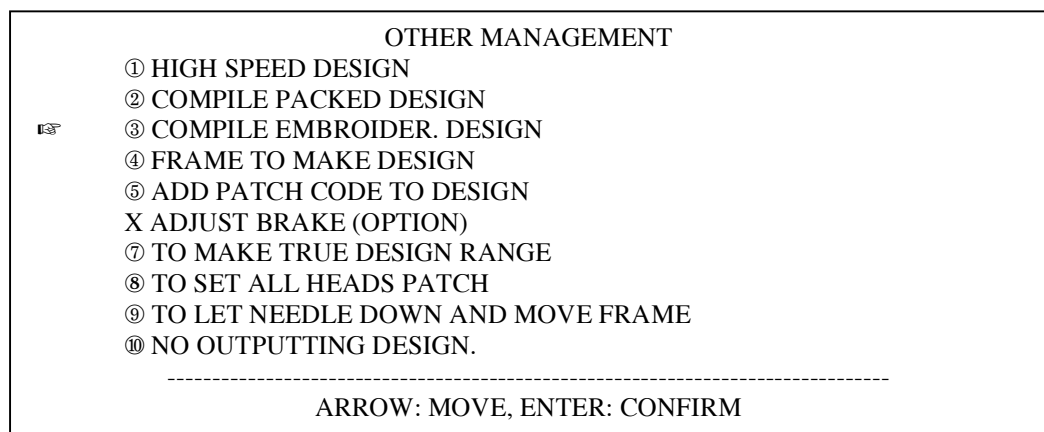 OTHER MANAGEMENT
① HIGH SPEED DESIGN
② COMPILE PACKED DESIGN
☞ ③ COMPILE EMBROIDER. DESIGN
④ FRAME TO MAKE DESIGN
⑤ ADD PATCH CODE TO DESIGN
X ADJUST BRAKE (OPTION)
⑦ TO MAKE TRUE DESIGN RANGE
⑧ TO SET ALL HEADS PATCH
⑨ TO LET NEEDLE DOWN AND MOVE FRAME
⑩ NO OUTPUTTING DESIGN.
--------------------------------------------------------------------------------
ARROW: MOVE, ENTER: CONFIRM